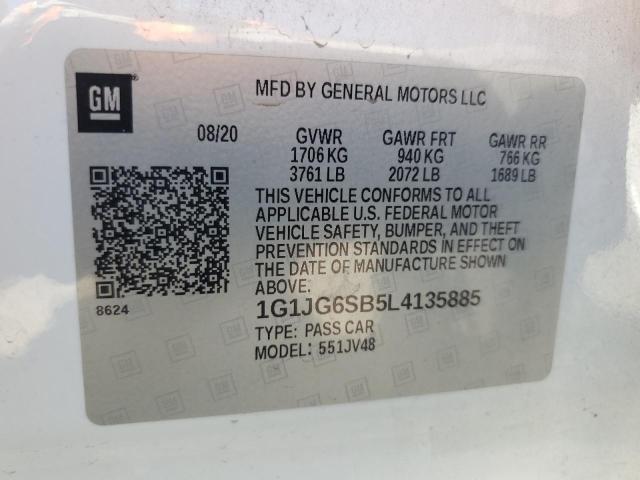 GM
MFD BY GENERAL MOTORS LLC
08/20 GVWR GAWR FRT GAWR RR
1706 KG 940 KG 766 KG
3761 LB 2072 LB 1689 LB
THIS VEHICLE CONFORMS TO ALL
APPLICABLE U.S. FEDERAL MOTOR
VEHICLE SAFETY, BUMPER, AND THEFT
PREVENTION STANDARDS IN EFFECT ON
THE DATE OF MANUFACTURE SHOWN
ABOVE.
8624
1G1JG6SB5L4135885
TYPE: PASS CAR
MODEL: 551JV48